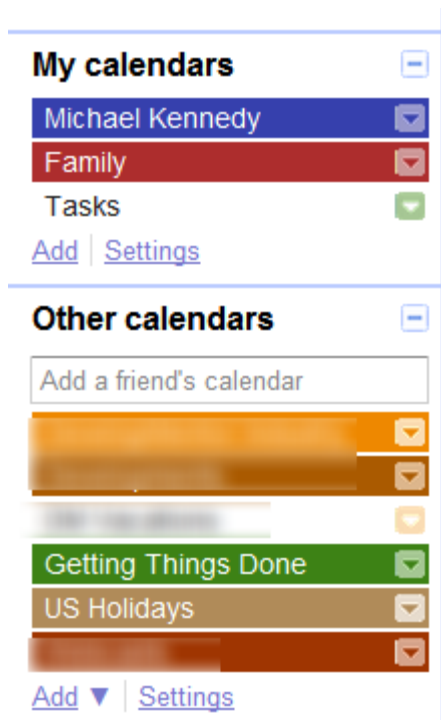 My calendars
Michael Kennedy
Family
Tasks
Add Settings
Other calendars
Add a friend's calendar
Getting Things Done
US Holidays
Add ▼ Settings